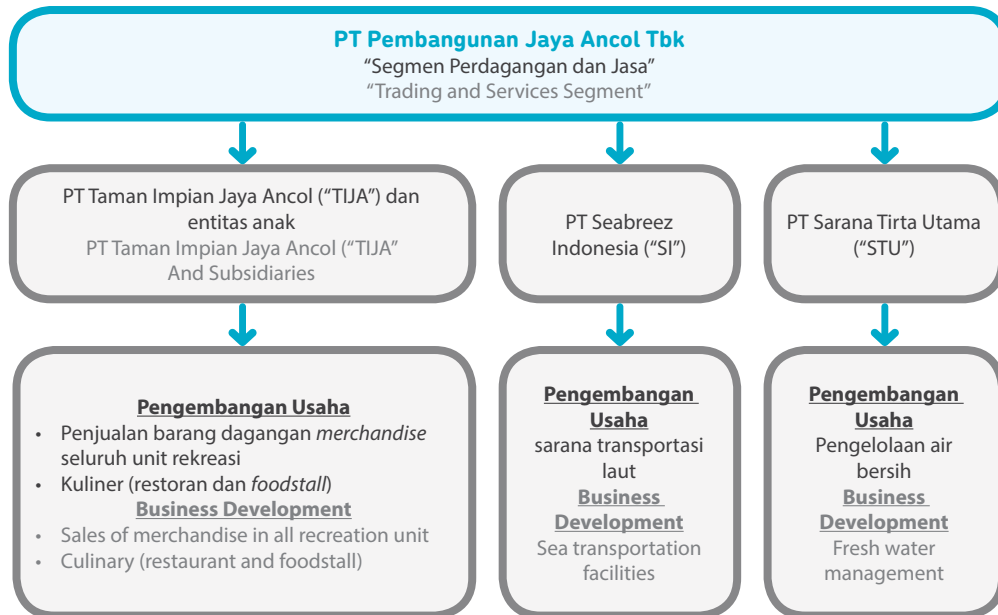 PT Pembangunan Jaya Ancol Tbk
“Segmen Perdagangan dan Jasa”
“Trading and Services Segment”
PT Taman Impian Jaya Ancol (“TIJA”) dan
entitas anak
PT Taman Impian Jaya Ancol (“TIJA”
And Subsidiaries
PT Seabreez
Indonesia (“SI”)
PT Sarana Tirta Utama
(“STU”)
Pengembangan Usaha
• Penjualan barang dagangan merchandise
seluruh unit rekreasi
• Kuliner (restoran dan foodstall)
Business Development
• Sales of merchandise in all recreation unit
• Culinary (restaurant and foodstall)
Pengembangan
Usaha
sarana transportasi
laut
Business
Development
Sea transportation
facilities
Pengembangan
Usaha
Pengelolaan air
bersih
Business
Development
Fresh water
management